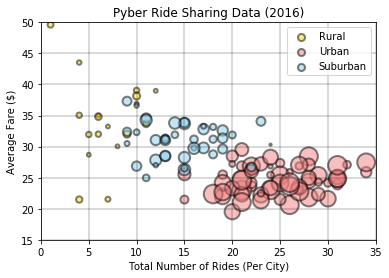 Pyber Ride Sharing Data (2016)
Rural
Urban
Suburban
Average Fare ($)
50
45
40
35
30
25
20
15
0 5 10 15 20 25 30 35
Total Number of Rides (Per City)